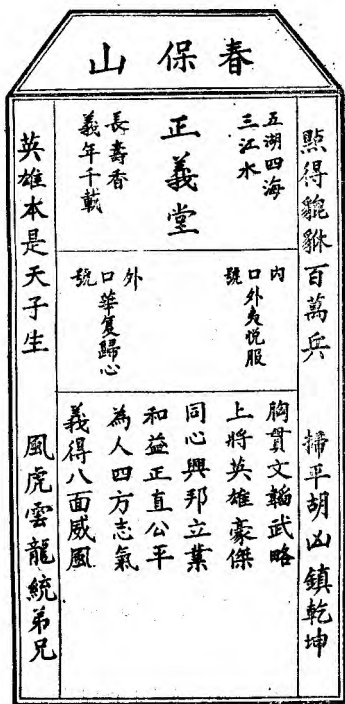 春保山
點得貔貅百萬兵
掃平胡凶鎮乾坤
五湖四海
三江水
正義堂
長壽香
義年千載
內口號
外夷悅服
外口號
華夏歸心
胸貫文韜武略
上將英雄豪傑
同心興邦立業
和益正直公平
為人四方志氣
義得八面威風
英雄本是天子生
風虎雲龍統弟兄